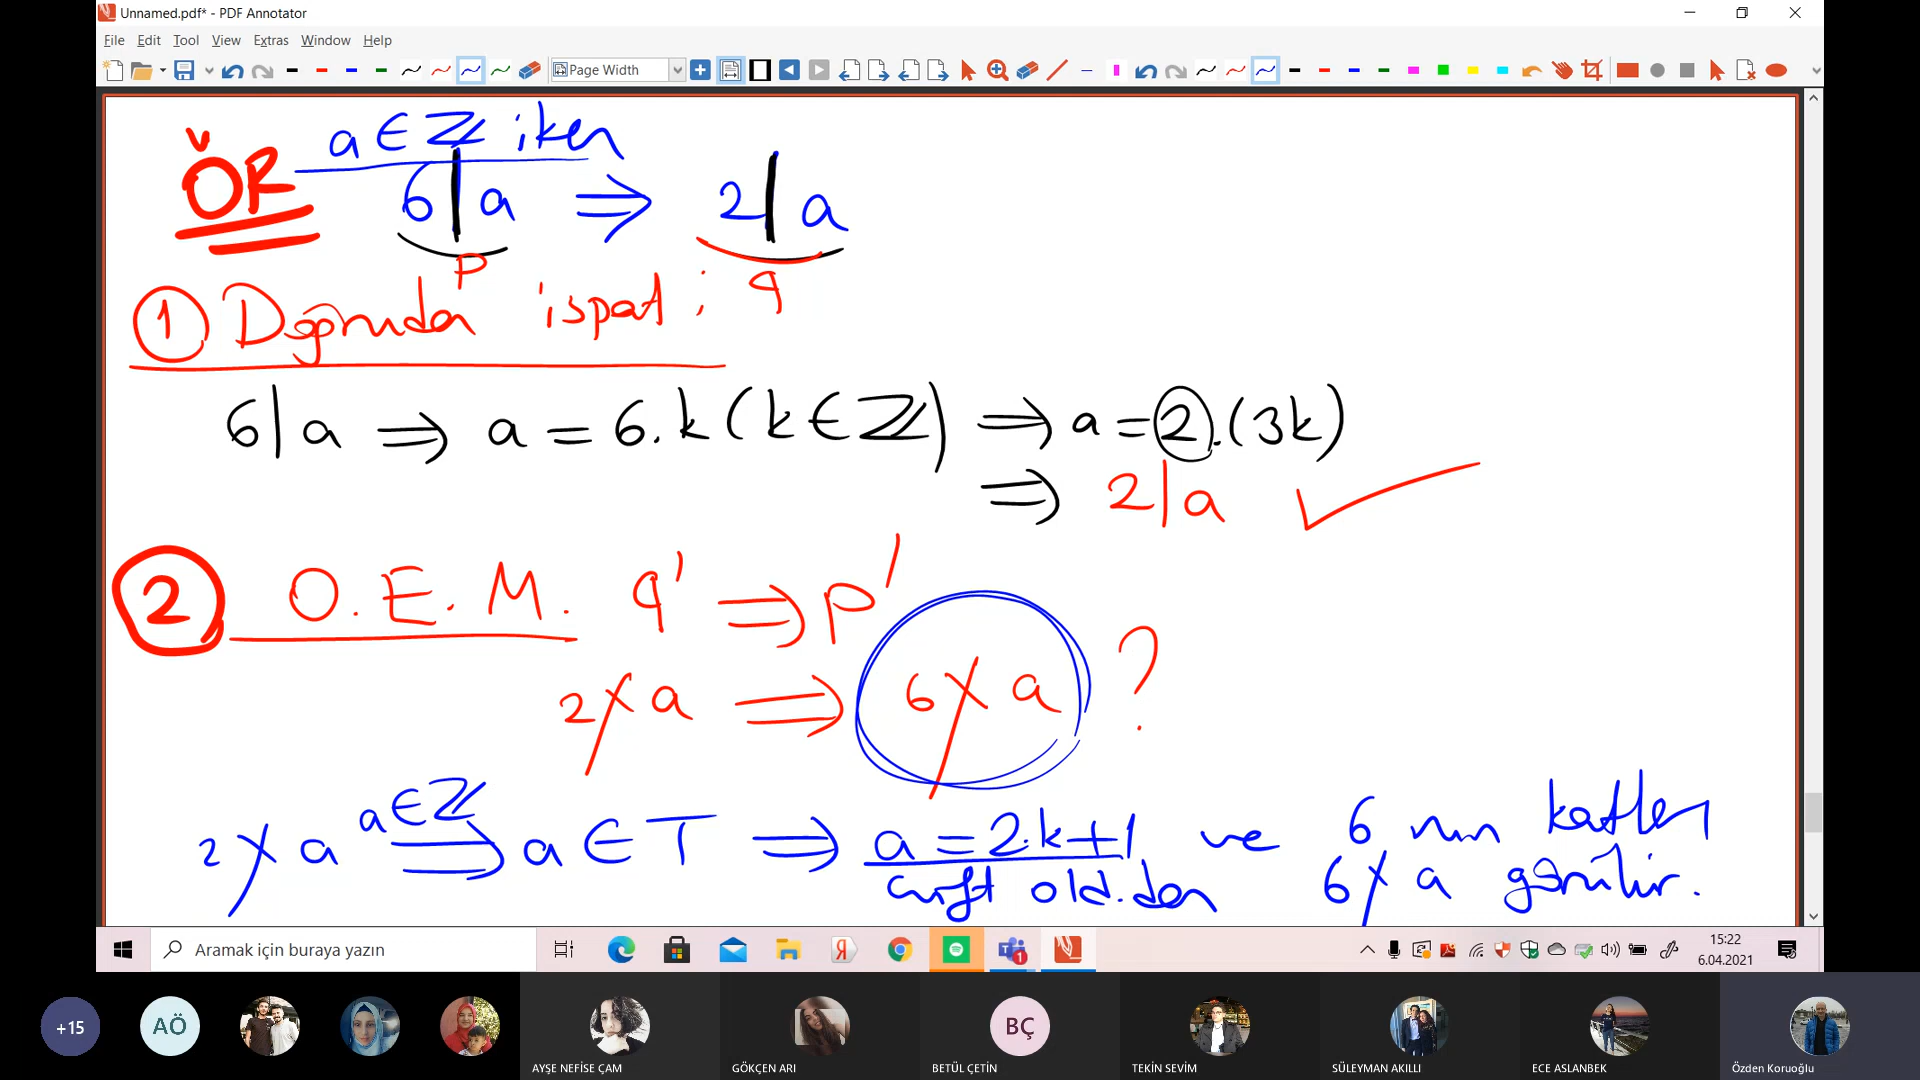 Unnamed.pdf* - PDF Annotator
File Edit Tool View Extras Window Help
Page Width
ÖR a ∈ ℤ iken
6 | a ⇒ 2 | a
p q
1 Doğrudan ispat:
6 | a ⇒ a = 6.k (k ∈ ℤ) ⇒ a = 2.(3k)
⇒ 2 | a ✓
2 O.E.M. q' ⇒ p'
2 ∤ a ⇒ 6 ∤ a ?
2 ∤ a a∈ℤ ⇒ a ∈ T ⇒ a = 2.k+1 ve 6 nın katları
çift old.dan 6 ∤ a görülür.
Aramak için buraya yazın
1
15:22
6.04.2021
+15
AÖ
BÇ
AYŞE NEFİSE ÇAM
GÖKÇEN ARI
BETÜL ÇETİN
TEKİN SEVİM
SÜLEYMAN AKILLI
ECE ASLANBEK
Özden Koruoğlu